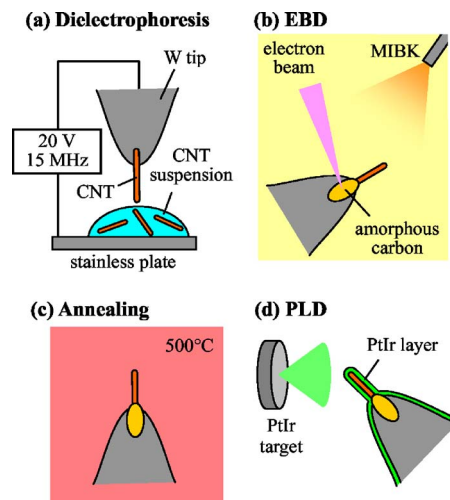 (a) Dielectrophoresis
W tip
20 V
15 MHz
CNT
CNT
suspension
stainless plate
(b) EBD
electron
beam
MIBK
amorphous
carbon
(c) Annealing
500°C
(d) PLD
PtIr layer
PtIr
target